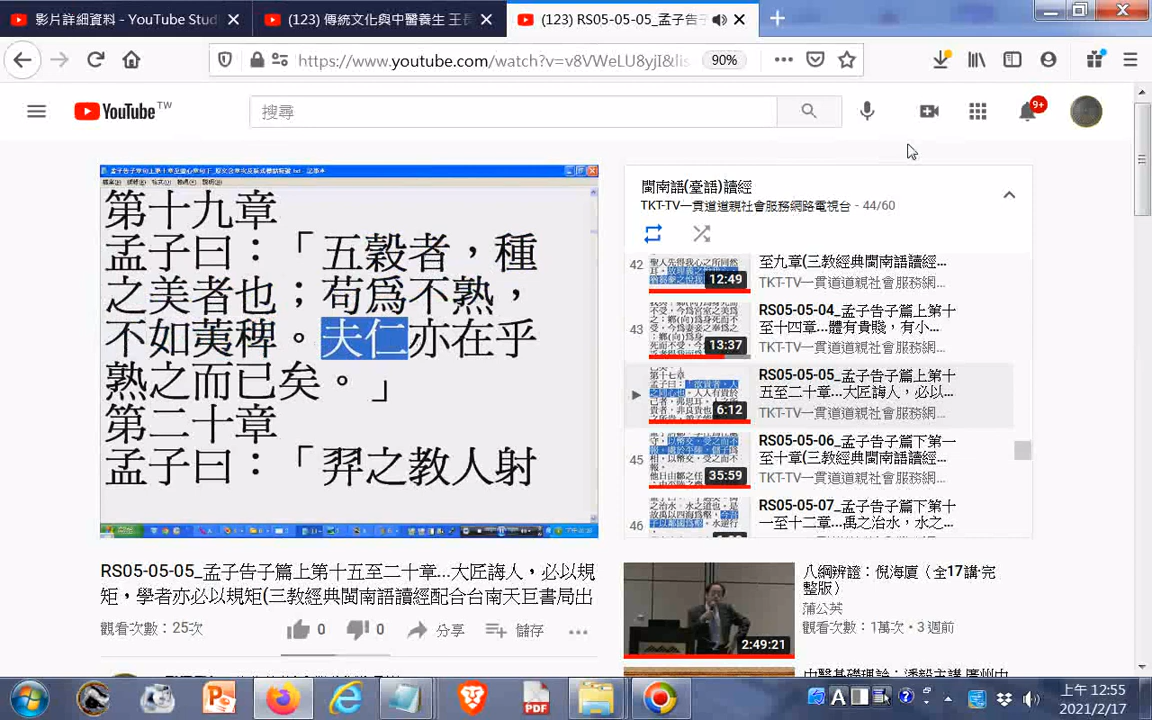 影片詳細資料 - YouTube Stud
(123) 傳統文化與中醫養生 王
(123) RS05-05-05_孟子告子
https://www.youtube.com/watch?v=v8VWeLU8yjI&lis
90%
YouTube TW
搜尋
9+
第十九章
孟子曰：「五穀者，種
之美者也；苟為不熟，
不如荑稗。夫仁亦在乎
熟之而已矣。」
第二十章
孟子曰：「羿之教人射
RS05-05-05_孟子告子篇上第十五至二十章...大匠誨人，必以規
矩，學者亦必以規矩(三教經典閩南語讀經配合台南天巨書局出
觀看次數：25次
0
0
分享
儲存
閩南語(臺語)讀經
TKT-TV一貫道道親社會服務網路電視台 - 44/60
42
12:49
至九章(三教經典閩南語讀經...
TKT-TV一貫道道親社會服務網...
43
13:37
RS05-05-04_孟子告子篇上第十
至十四章...體有貴賤，有小...
TKT-TV一貫道道親社會服務網...
6:12
RS05-05-05_孟子告子篇上第十
五至二十章...大匠誨人，必以...
TKT-TV一貫道道親社會服務網...
45
35:59
RS05-05-06_孟子告子篇下第一
至十章(三教經典閩南語讀經...
TKT-TV一貫道道親社會服務網...
46
RS05-05-07_孟子告子篇下第十
一至十二章...禹之治水，水之...
2:49:21
八綱辨證：倪海廈（全17講·完
整版）
蒲公英
觀看次數：1萬次・3 週前
上午 12:55
2021/2/17